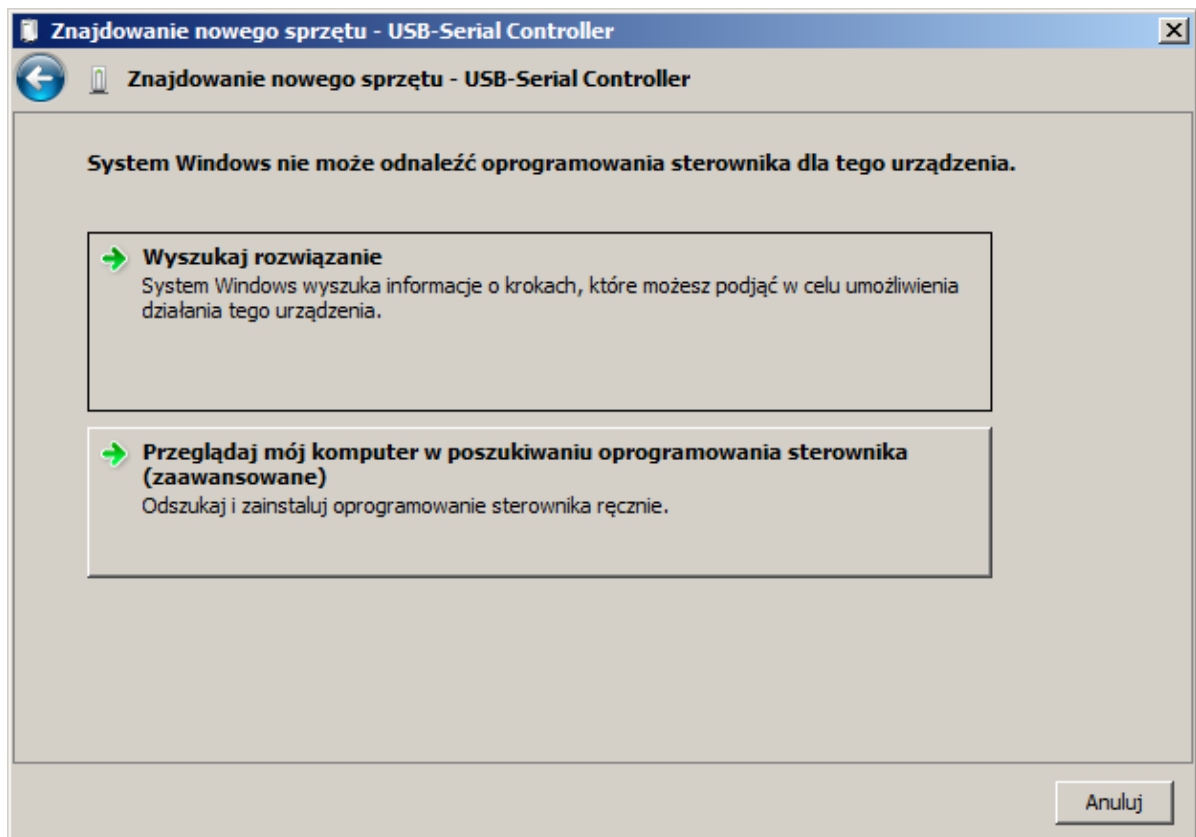 Znajdowanie nowego sprzętu - USB-Serial Controller
Znajdowanie nowego sprzętu - USB-Serial Controller
System Windows nie może odnaleźć oprogramowania sterownika dla tego urządzenia.
Wyszukaj rozwiązanie
System Windows wyszuka informacje o krokach, które możesz podjąć w celu umożliwienia
działania tego urządzenia.
Przeglądaj mój komputer w poszukiwaniu oprogramowania sterownika
(zaawansowane)
Odszukaj i zainstaluj oprogramowanie sterownika ręcznie.
Anuluj